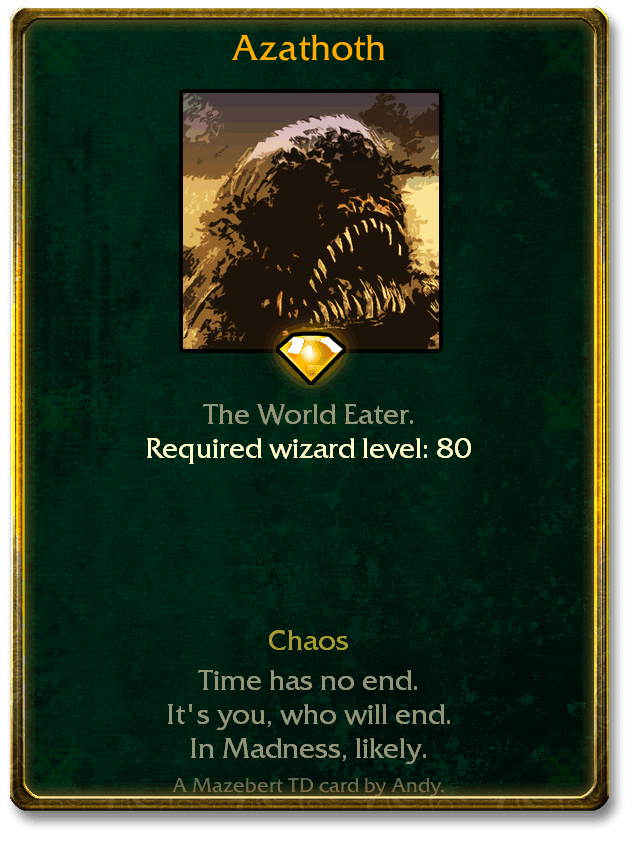 Azathoth
The World Eater.
Required wizard level: 80
Chaos
Time has no end.
It's you, who will end.
In Madness, likely.
A Mazebert TD card by Andy.